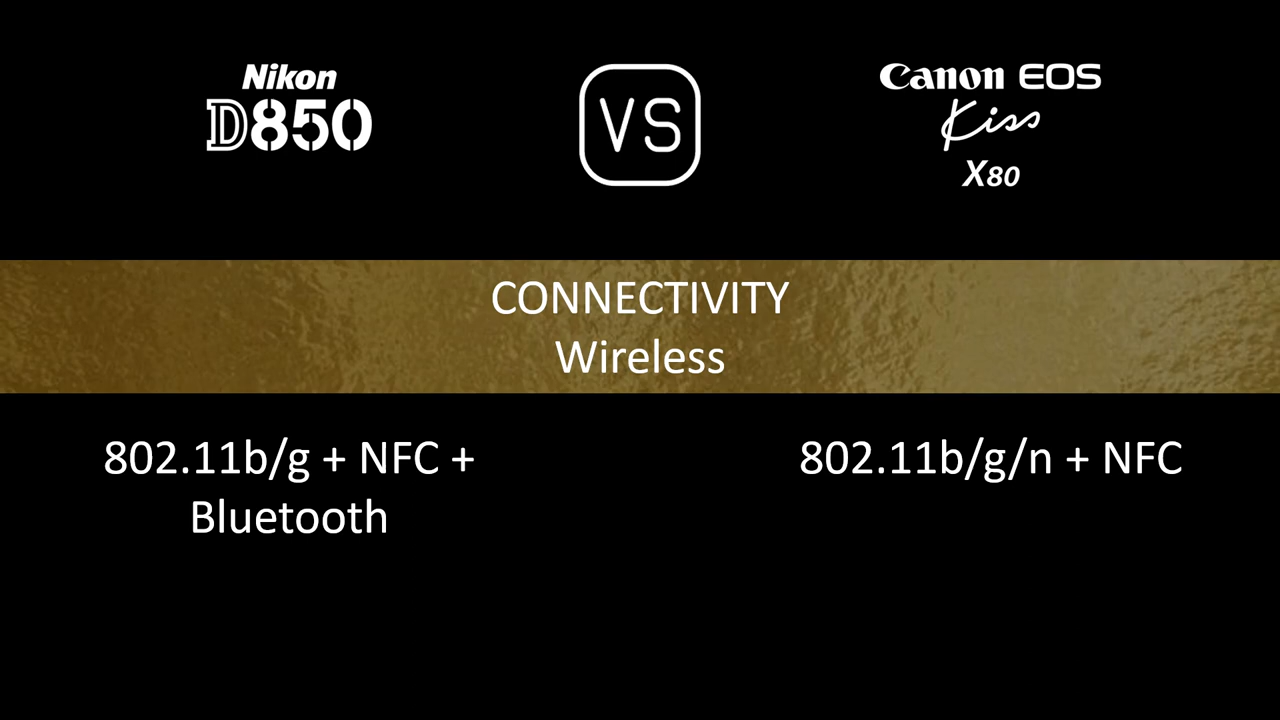 Nikon
D850
VS
Canon EOS
Kiss
X80
CONNECTIVITY
Wireless
802.11b/g + NFC +
Bluetooth
802.11b/g/n + NFC